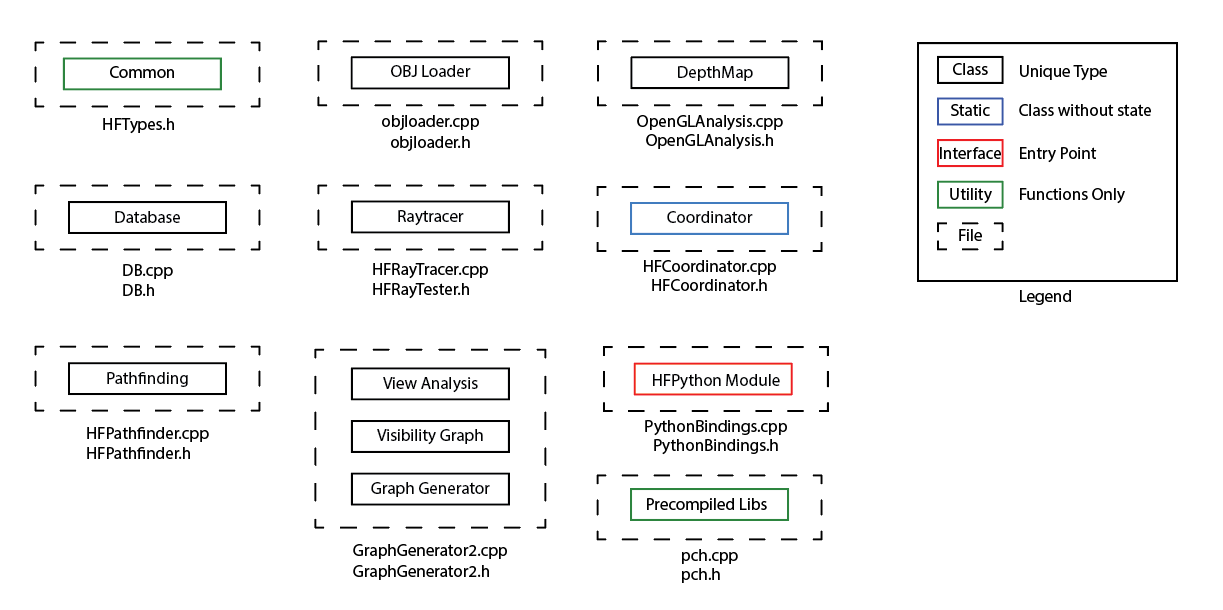 Common
HFTypes.h
OBJ Loader
objloader.cpp
objloader.h
DepthMap
OpenGLAnalysis.cpp
OpenGLAnalysis.h
Database
DB.cpp
DB.h
Raytracer
HFRayTracer.cpp
HFRayTester.h
Coordinator
HFCoordinator.cpp
HFCoordinator.h
Pathfinding
HFPathfinder.cpp
HFPathfinder.h
View Analysis
Visibility Graph
Graph Generator
GraphGenerator2.cpp
GraphGenerator2.h
HFPython Module
PythonBindings.cpp
PythonBindings.h
Precompiled Libs
pch.cpp
pch.h
Class Unique Type
Static Class without state
Interface Entry Point
Utility Functions Only
File
Legend